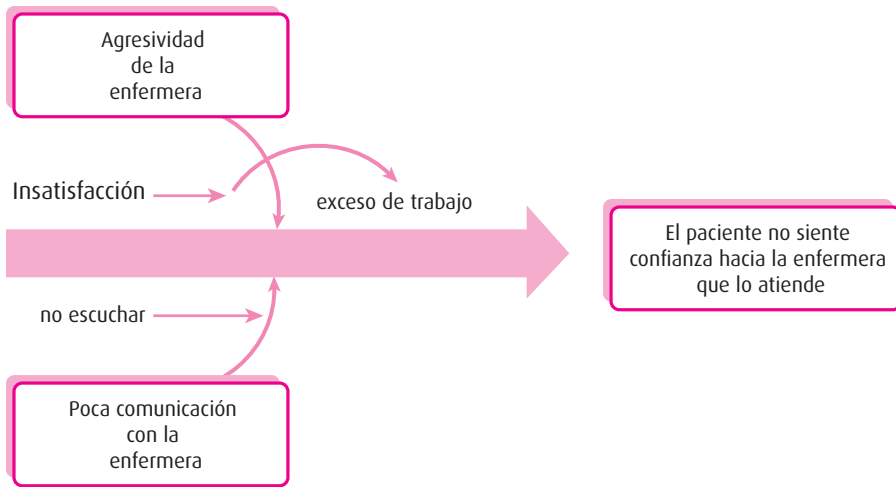 Agresividad
de la
enfermera
Insatisfacción
exceso de trabajo
El paciente no siente
confianza hacia la enfermera
que lo atiende
no escuchar
Poca comunicación
con la
enfermera